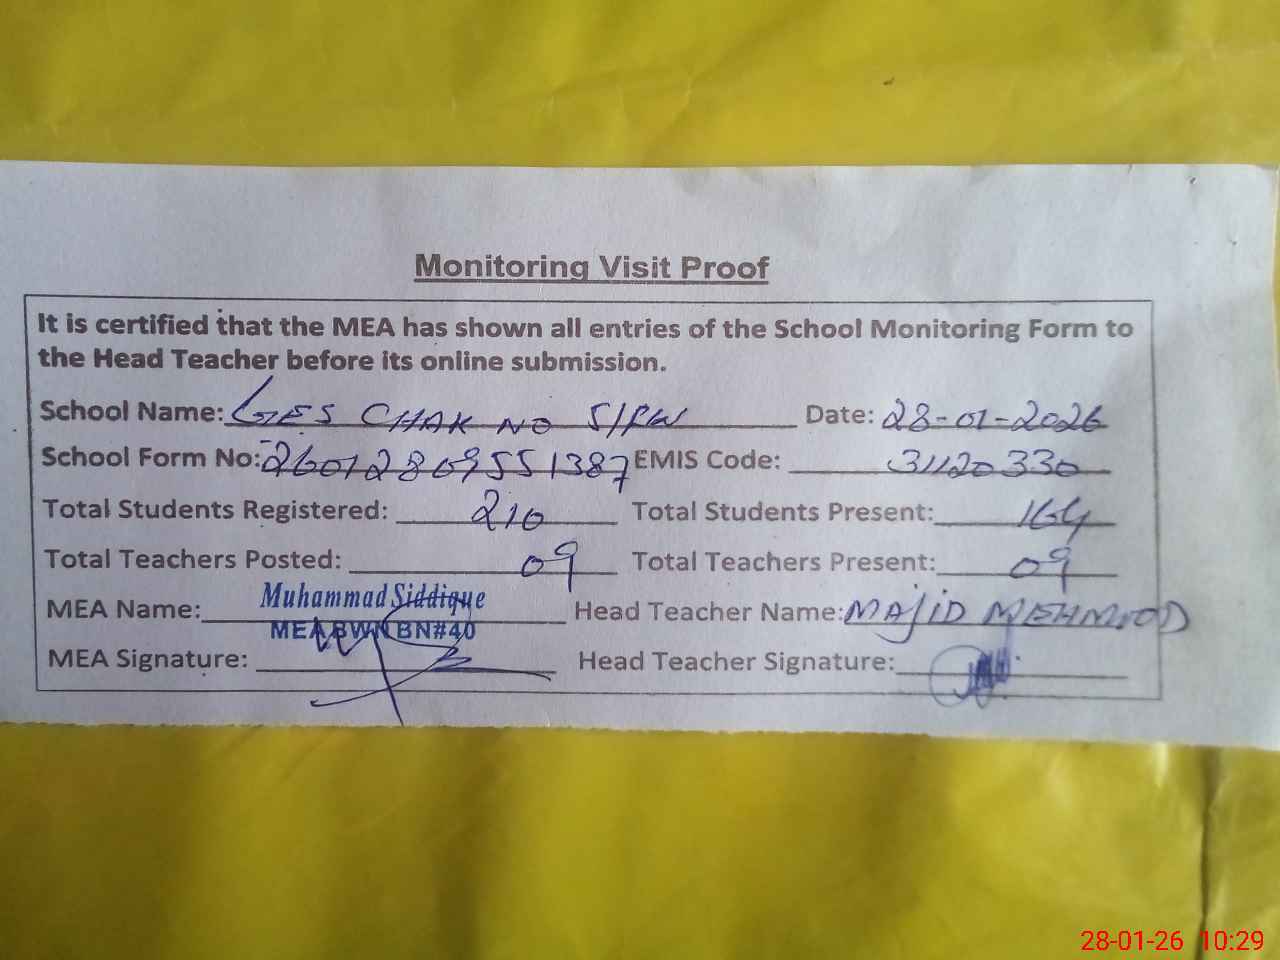 Monitoring Visit Proof
It is certified that the MEA has shown all entries of the School Monitoring Form to
the Head Teacher before its online submission.
School Name: GES CHAK NO 5/RW Date: 28-01-2026
School Form No: 26012809551387 EMIS Code: 31120330
Total Students Registered: 210 Total Students Present: 164
Total Teachers Posted: 09 Total Teachers Present: 09
MEA Name: Muhammad Siddique Head Teacher Name: MAJID MEHMOOD
MEA BWN BN#40
MEA Signature: Head Teacher Signature:
28-01-26 10:29